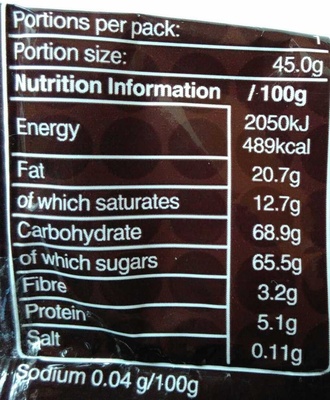 Portions per pack:
Portion size: 45.0g
Nutrition Information /100g
Energy 2050kJ
489kcal
Fat 20.7g
of which saturates 12.7g
Carbohydrate 68.9g
of which sugars 65.5g
Fibre 3.2g
Protein 5.1g
Salt 0.11g
Sodium 0.04 g/100g